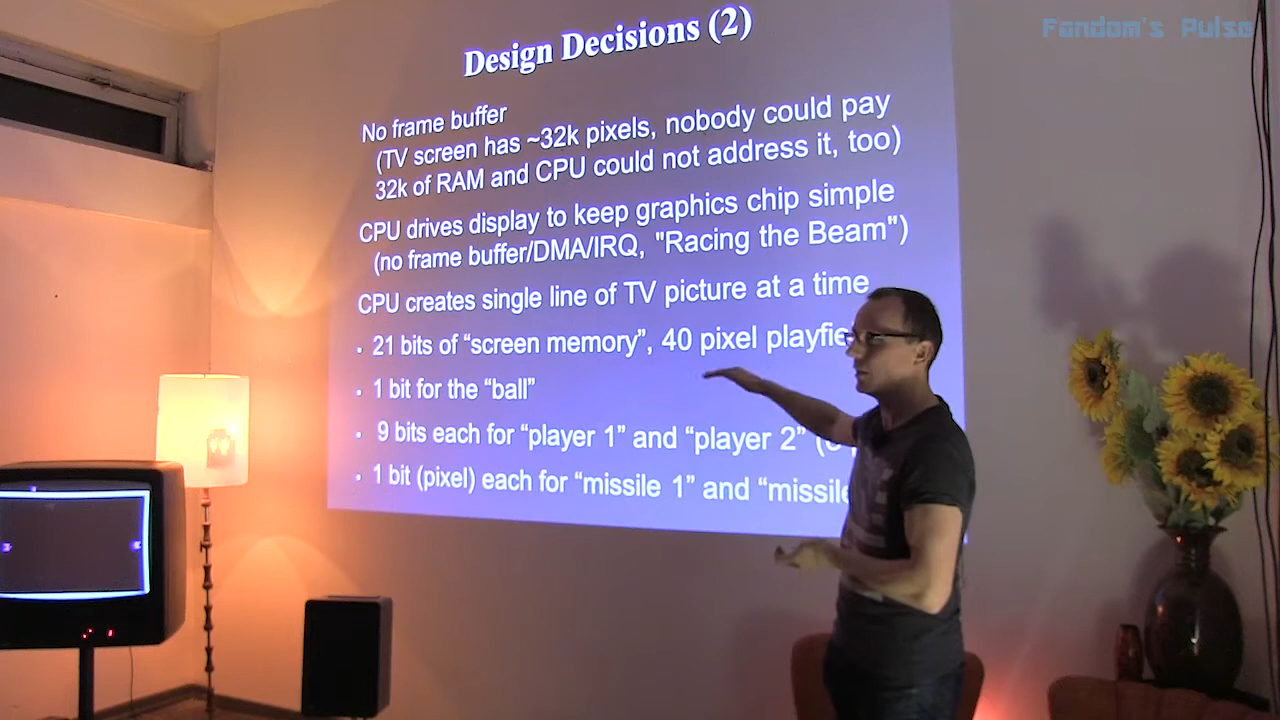 Fandom's Pulse
Design Decisions (2)
No frame buffer
(TV screen has ~32k pixels, nobody could pay
32k of RAM and CPU could not address it, too)
CPU drives display to keep graphics chip simple
(no frame buffer/DMA/IRQ, "Racing the Beam")
CPU creates single line of TV picture at a time
• 21 bits of “screen memory”, 40 pixel
• 1 bit for the “ball”
• 9 bits each for “player 1” and “player 2”
• 1 bit (pixel) each for “missile 1” and